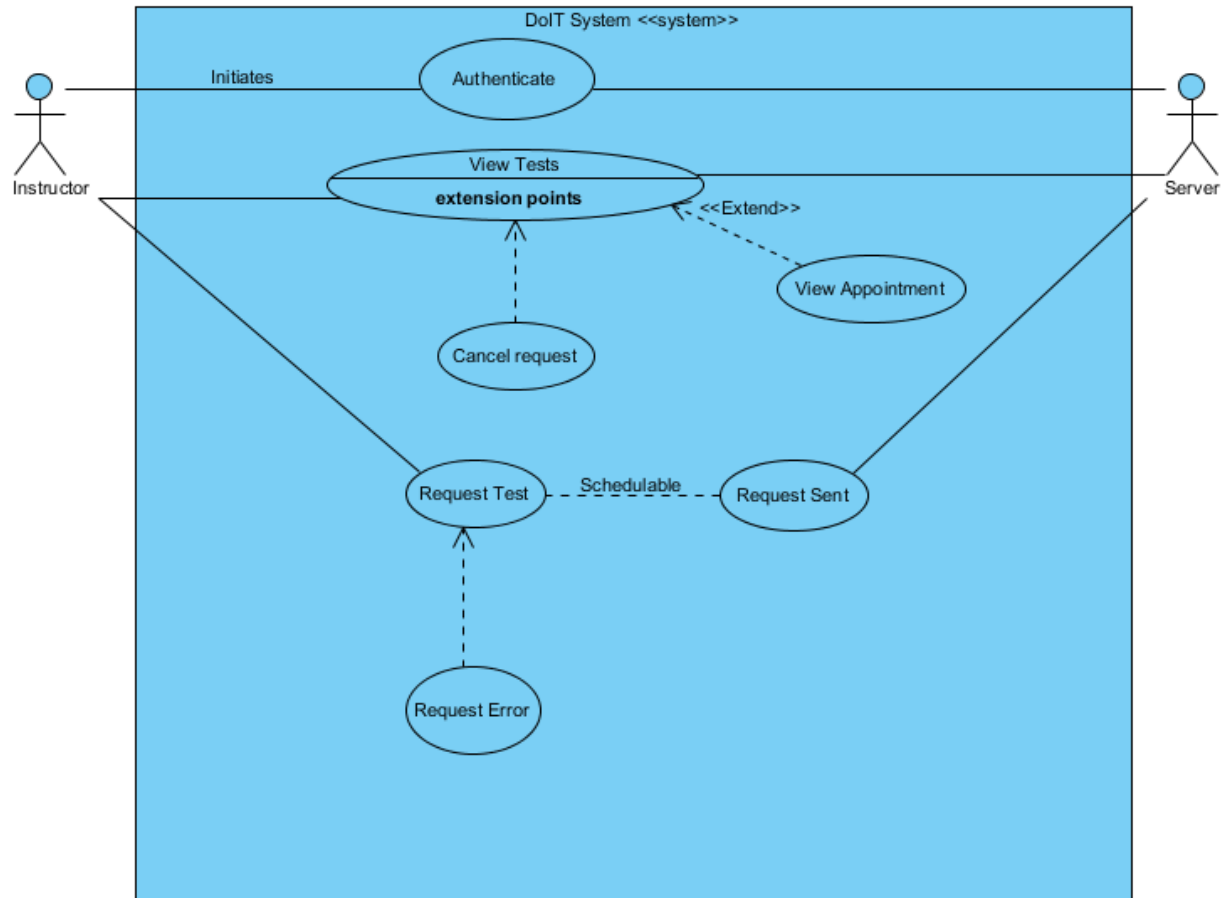 DoIT System <<system>>
Initiates
Authenticate
Instructor
Server
View Tests
extension points
<<Extend>>
View Appointment
Cancel request
Request Test
Schedulable
Request Sent
Request Error